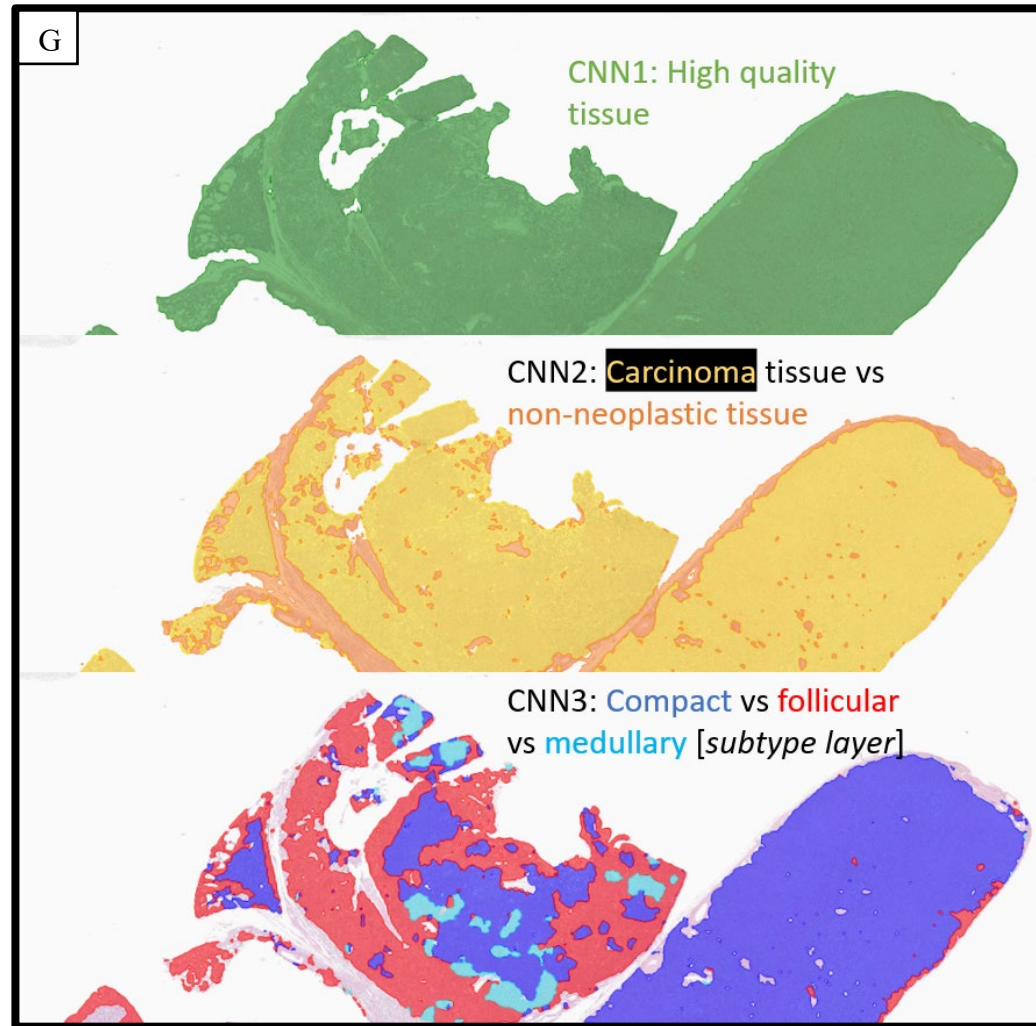 G
CNN1: High quality
tissue
CNN2: Carcinoma tissue vs
non-neoplastic tissue
CNN3: Compact vs follicular
vs medullary [subtype layer]